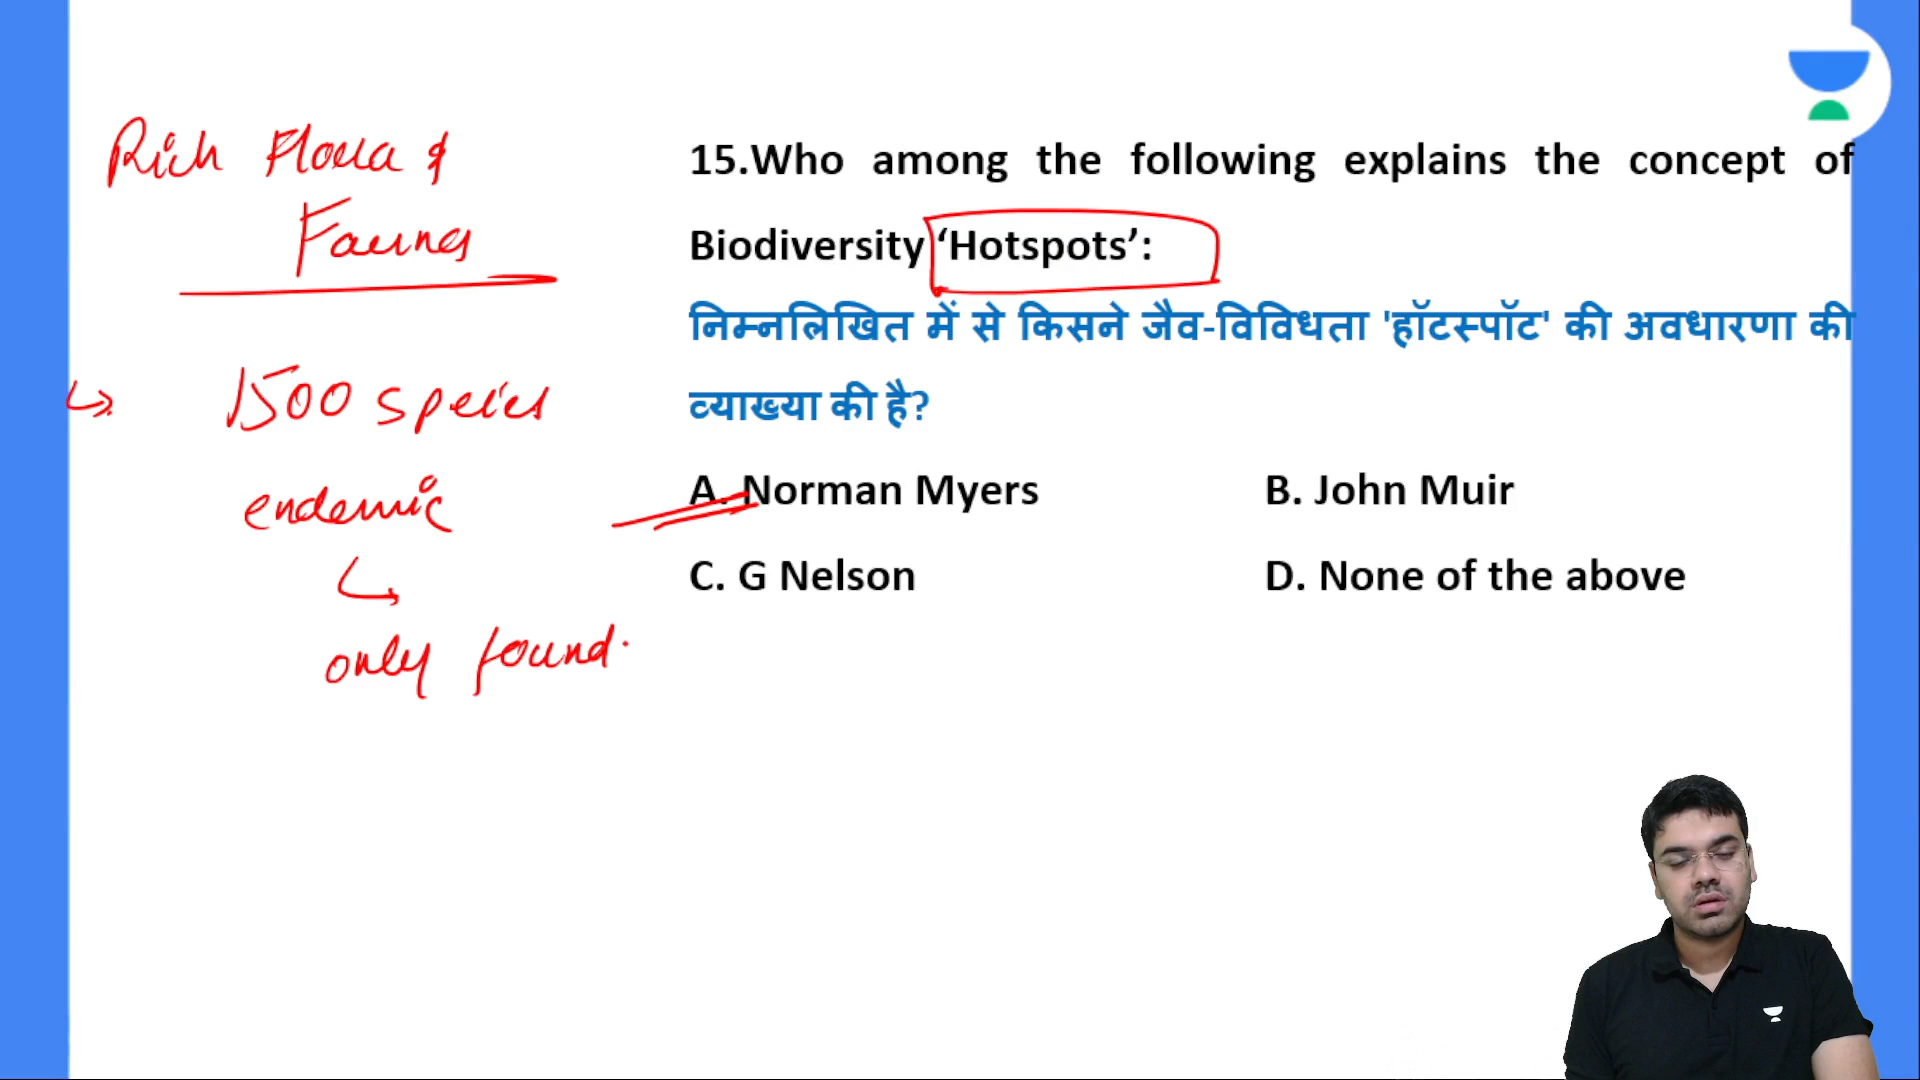 Rich Flora &
Faunas
↳ 1500 species
endemic
↳
only found.
15.Who among the following explains the concept of
Biodiversity ‘Hotspots’:
निम्नलिखित में से किसने जैव-विविधता 'हॉटस्पॉट' की अवधारणा की
व्याख्या की है?
A. Norman Myers B. John Muir
C. G Nelson D. None of the above